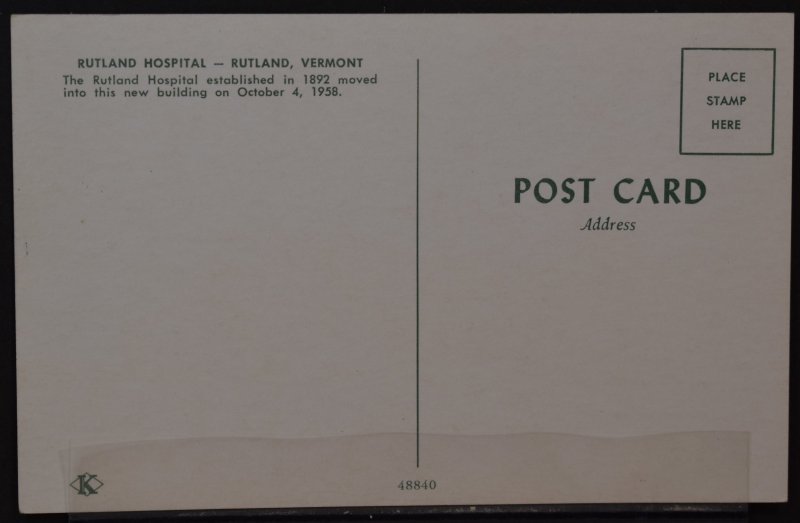 RUTLAND HOSPITAL — RUTLAND, VERMONT
The Rutland Hospital established in 1892 moved
into this new building on October 4, 1958.
PLACE
STAMP
HERE
POST CARD
Address
K
48840